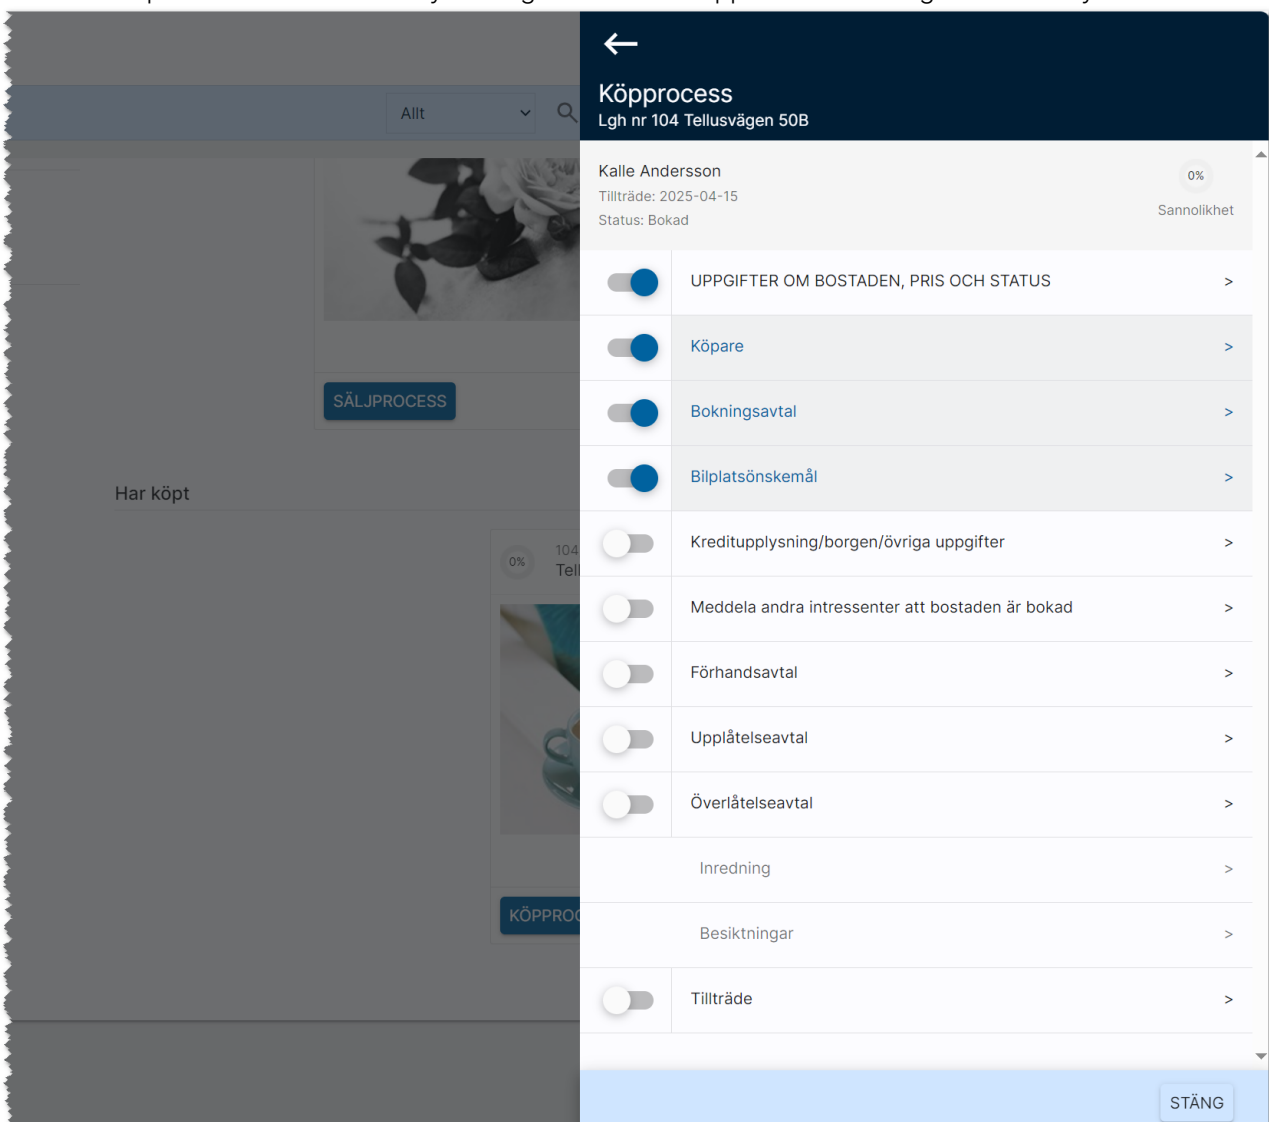 Köpprocess
Lgh nr 104 Tellusvägen 50B
Allt
Kalle Andersson
Tillträde: 2025-04-15
Status: Bokad
0%
Sannolikhet
UPPGIFTER OM BOSTADEN, PRIS OCH STATUS >
Köpare >
SÄLJPROCESS
Bokningsavtal >
Bilplatsönskemål >
Har köpt
Kreditupplysning/borgen/övriga uppgifter >
0%
104
Meddela andra intressenter att bostaden är bokad >
Förhandsavtal >
Upplåtelseavtal >
Överlåtelseavtal >
Inredning >
Besiktningar >
Tillträde >
STÄNG